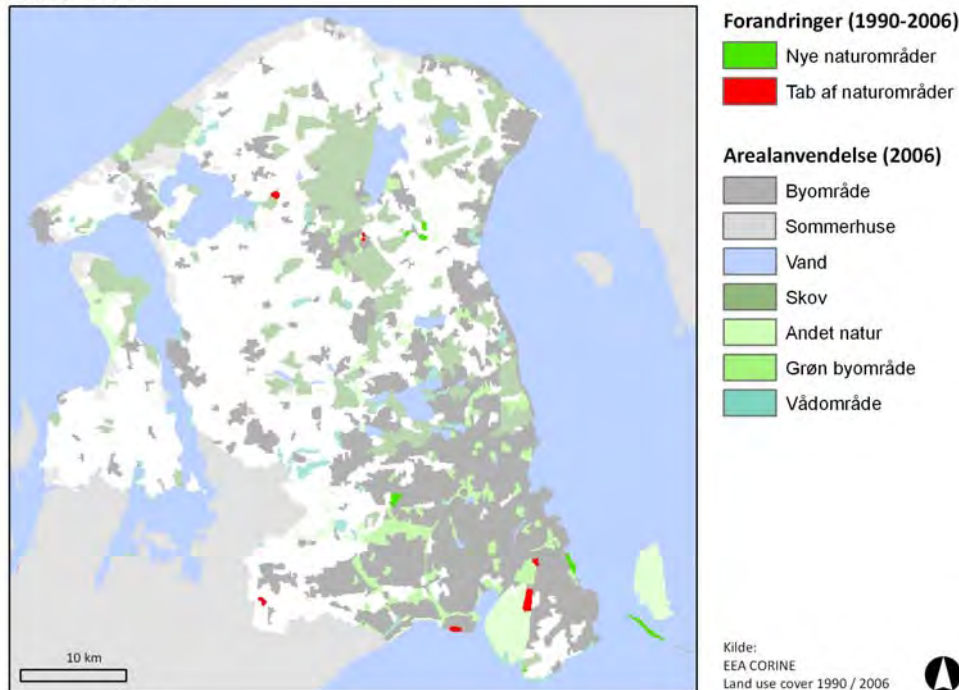 Forandringer (1990-2006)
Nye naturområder
Tab af naturområder
Arealanvendelse (2006)
Byområde
Sommerhuse
Vand
Skov
Andet natur
Grøn byområde
Vådområde
10 km
Kilde:
EEA CORINE
Land use cover 1990 / 2006